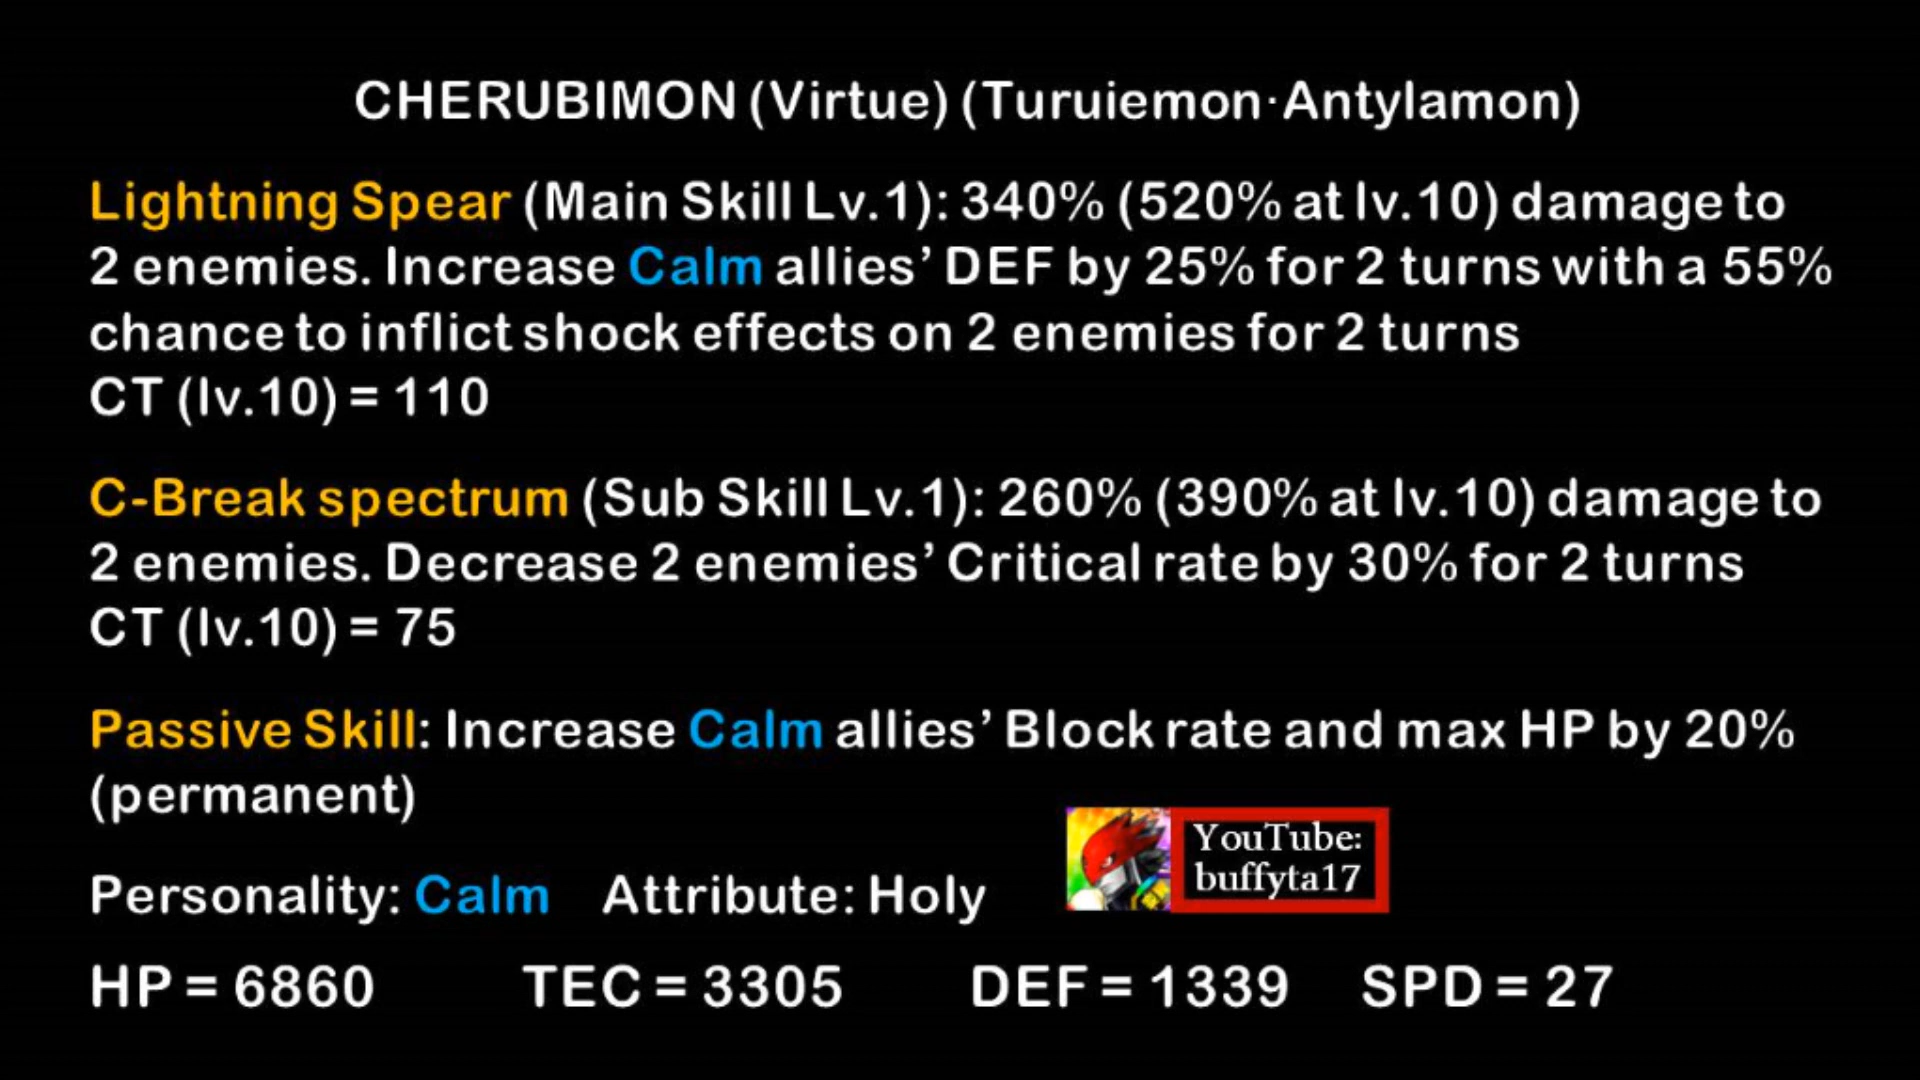 CHERUBIMON (Virtue) (Turuiemon·Antylamon)
Lightning Spear (Main Skill Lv.1): 340% (520% at lv.10) damage to
2 enemies. Increase Calm allies’ DEF by 25% for 2 turns with a 55%
chance to inflict shock effects on 2 enemies for 2 turns
CT (lv.10) = 110
C-Break spectrum (Sub Skill Lv.1): 260% (390% at lv.10) damage to
2 enemies. Decrease 2 enemies’ Critical rate by 30% for 2 turns
CT (lv.10) = 75
Passive Skill: Increase Calm allies’ Block rate and max HP by 20%
(permanent)
YouTube:
buffyta17
Personality: Calm Attribute: Holy
HP = 6860 TEC = 3305 DEF = 1339 SPD = 27